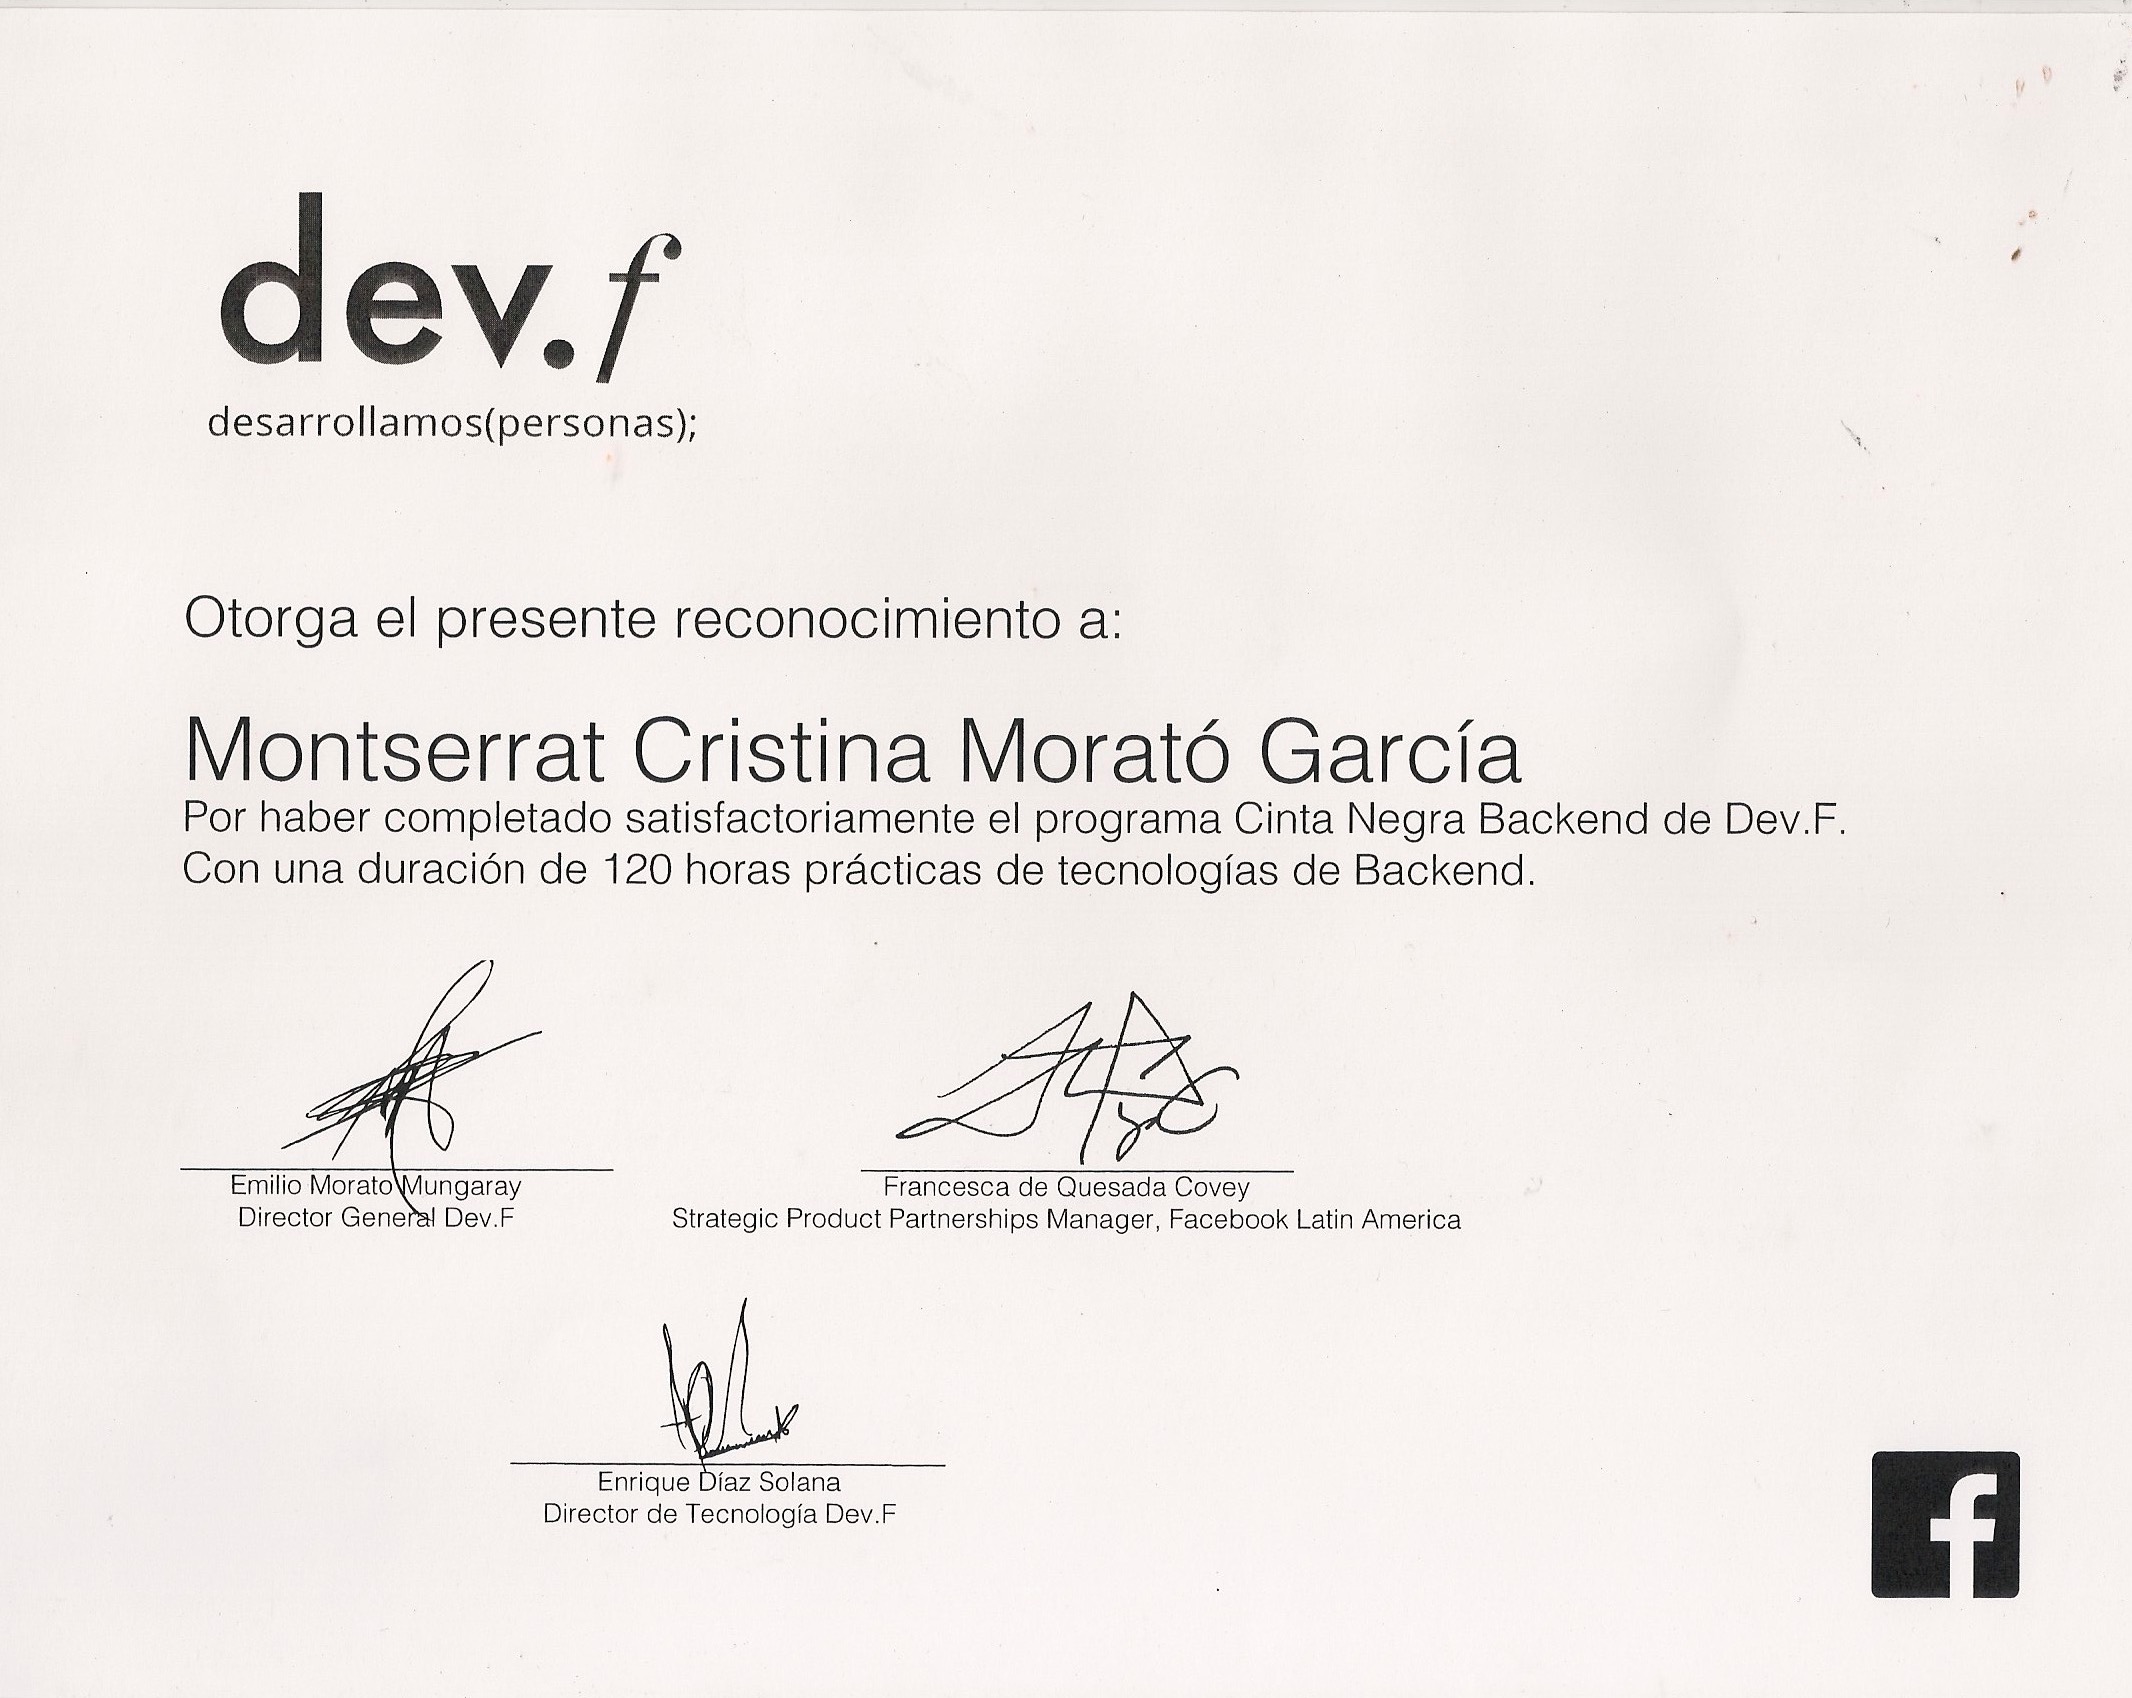 dev.f
desarrollamos(personas);
Otorga el presente reconocimiento a:
Montserrat Cristina Morató García
Por haber completado satisfactoriamente el programa Cinta Negra Backend de Dev.F.
Con una duración de 120 horas prácticas de tecnologías de Backend.
Emilio Morato Mungaray
Director General Dev.F
Francesca de Quesada Covey
Strategic Product Partnerships Manager, Facebook Latin America
Enrique Díaz Solana
Director de Tecnología Dev.F
f